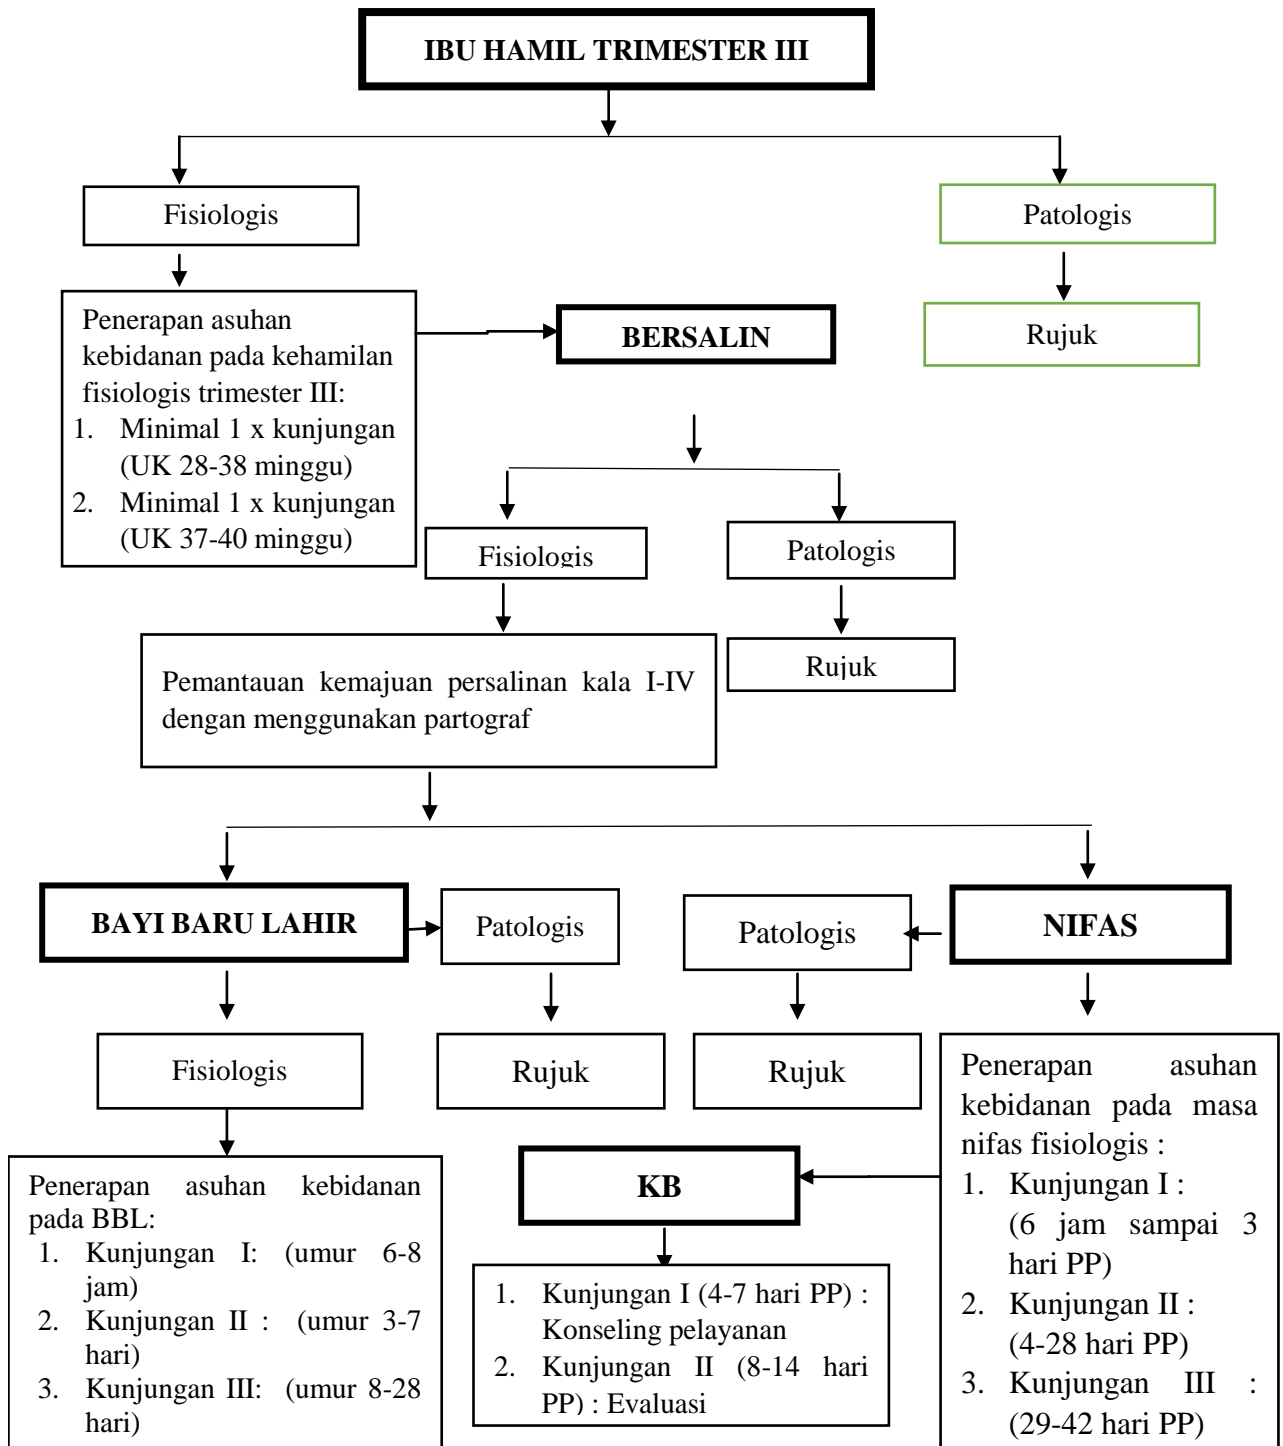 IBU HAMIL TRIMESTER III
Fisiologis
Patologis
Penerapan asuhan
kebidanan pada kehamilan
fisiologis trimester III:
1. Minimal 1 x kunjungan
(UK 28-38 minggu)
2. Minimal 1 x kunjungan
(UK 37-40 minggu)
BERSALIN
Rujuk
Fisiologis
Patologis
Rujuk
Pemantauan kemajuan persalinan kala I-IV
dengan menggunakan partograf
BAYI BARU LAHIR
Patologis
Patologis
NIFAS
Fisiologis
Rujuk
Rujuk
Penerapan asuhan
kebidanan pada masa
nifas fisiologis :
1. Kunjungan I :
(6 jam sampai 3
hari PP)
2. Kunjungan II :
(4-28 hari PP)
3. Kunjungan III :
(29-42 hari PP)
Penerapan asuhan kebidanan
pada BBL:
1. Kunjungan I: (umur 6-8
jam)
2. Kunjungan II : (umur 3-7
hari)
3. Kunjungan III: (umur 8-28
hari)
KB
1. Kunjungan I (4-7 hari PP) :
Konseling pelayanan
2. Kunjungan II (8-14 hari
PP) : Evaluasi